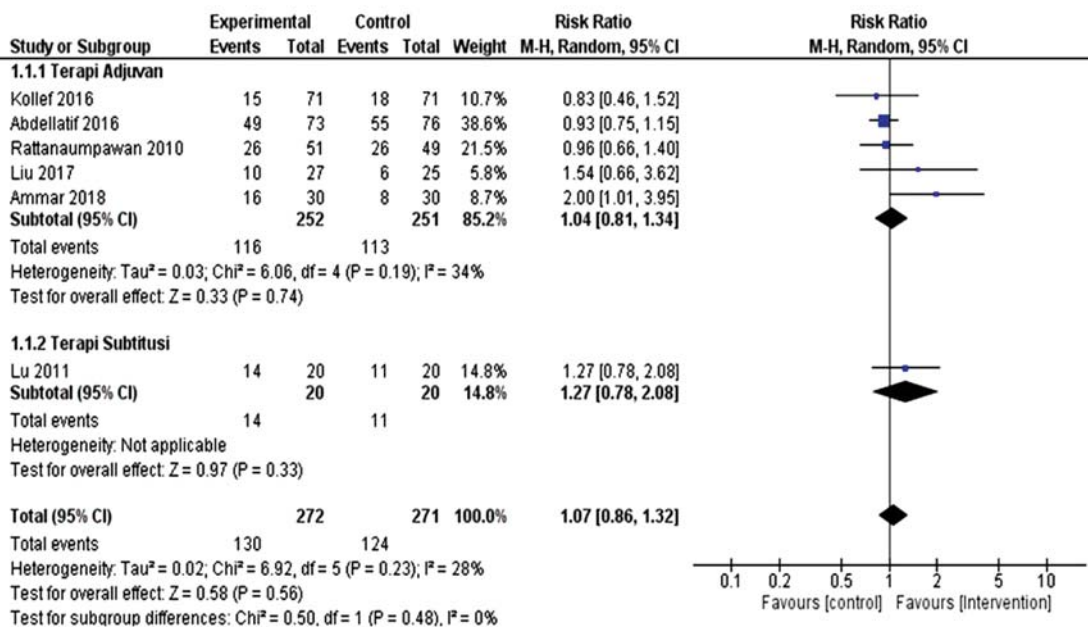 Experimental Control Risk Ratio Risk Ratio
Study or Subgroup Events Total Events Total Weight M-H, Random, 95% CI M-H, Random, 95% CI
1.1.1 Terapi Adjuvan
Kollef 2016 15 71 18 71 10.7% 0.83 [0.46, 1.52]
Abdellatif 2016 49 73 55 76 38.6% 0.93 [0.75, 1.15]
Rattanaumpawan 2010 26 51 26 49 21.5% 0.96 [0.66, 1.40]
Liu 2017 10 27 6 25 5.8% 1.54 [0.66, 3.62]
Ammar 2018 16 30 8 30 8.7% 2.00 [1.01, 3.95]
Subtotal (95% CI) 252 251 85.2% 1.04 [0.81, 1.34]
Total events 116 113
Heterogeneity: Tau² = 0.03; Chi² = 6.06, df = 4 (P = 0.19); I² = 34%
Test for overall effect: Z = 0.33 (P = 0.74)
1.1.2 Terapi Subtitusi
Lu 2011 14 20 11 20 14.8% 1.27 [0.78, 2.08]
Subtotal (95% CI) 20 20 14.8% 1.27 [0.78, 2.08]
Total events 14 11
Heterogeneity: Not applicable
Test for overall effect: Z = 0.97 (P = 0.33)
Total (95% CI) 272 271 100.0% 1.07 [0.86, 1.32]
Total events 130 124
Heterogeneity: Tau² = 0.02; Chi² = 6.92, df = 5 (P = 0.23); I² = 28%
Test for overall effect: Z = 0.58 (P = 0.56)
Test for subgroup differences: Chi² = 0.50, df = 1 (P = 0.48), I² = 0%
0.1 0.2 0.5 1 2 5 10
Favours [control] Favours [Intervention]